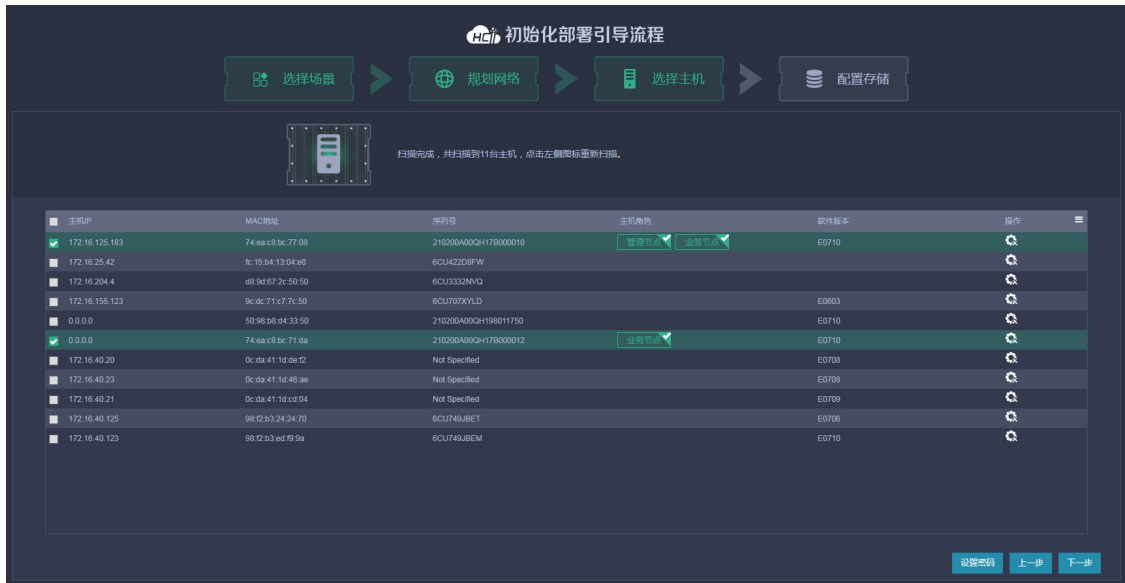 HCI 初始化部署引导流程
选择场景 规划网络 选择主机 配置存储
扫描完成，共扫描到11台主机，点击左侧图标重新扫描。
主机IP MAC地址 序列号 主机角色 软件版本 操作
172.16.125.183 74:ea:c8:bc:77:08 210200A00QH17B000010 管理节点 业务节点 E0710
172.16.25.42 fc:15:b4:13:04:e8 6CU422D8FW
172.16.204.4 d8:9d:67:2c:50:50 6CU3332NVQ
172.16.155.123 9c:dc:71:c7:7c:50 6CU707XYLD E0603
0.0.0.0 50:98:b8:d4:33:50 210200A00QH198011750 E0710
0.0.0.0 74:ea:c8:bc:71:da 210200A00QH17B000012 业务节点 E0710
172.16.40.20 0c:da:41:1d:de:f2 Not Specified E0708
172.16.40.23 0c:da:41:1d:46:ae Not Specified E0708
172.16.40.21 0c:da:41:1d:cd:04 Not Specified E0709
172.16.40.125 98:f2:b3:24:24:70 6CU749JBET E0706
172.16.40.123 98:f2:b3:ed:f9:9a 6CU749JBEM E0710
设置密码 上一步 下一步